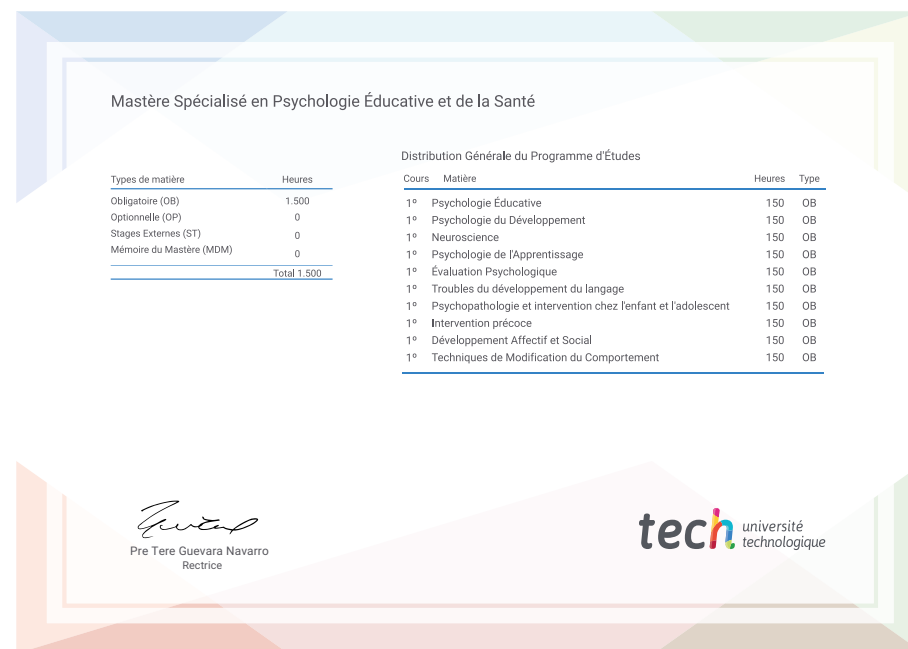 Mastère Spécialisé en Psychologie Éducative et de la Santé
Types de matière Heures
Obligatoire (OB) 1.500
Optionnelle (OP) 0
Stages Externes (ST) 0
Mémoire du Mastère (MDM) 0
Total 1.500
Distribution Générale du Programme d'Études
Cours Matière Heures Type
1º Psychologie Éducative 150 OB
1º Psychologie du Développement 150 OB
1º Neuroscience 150 OB
1º Psychologie de l'Apprentissage 150 OB
1º Évaluation Psychologique 150 OB
1º Troubles du développement du langage 150 OB
1º Psychopathologie et intervention chez l'enfant et l'adolescent 150 OB
1º Intervention précoce 150 OB
1º Développement Affectif et Social 150 OB
1º Techniques de Modification du Comportement 150 OB
Pre Tere Guevara Navarro
Rectrice
tech université
technologique